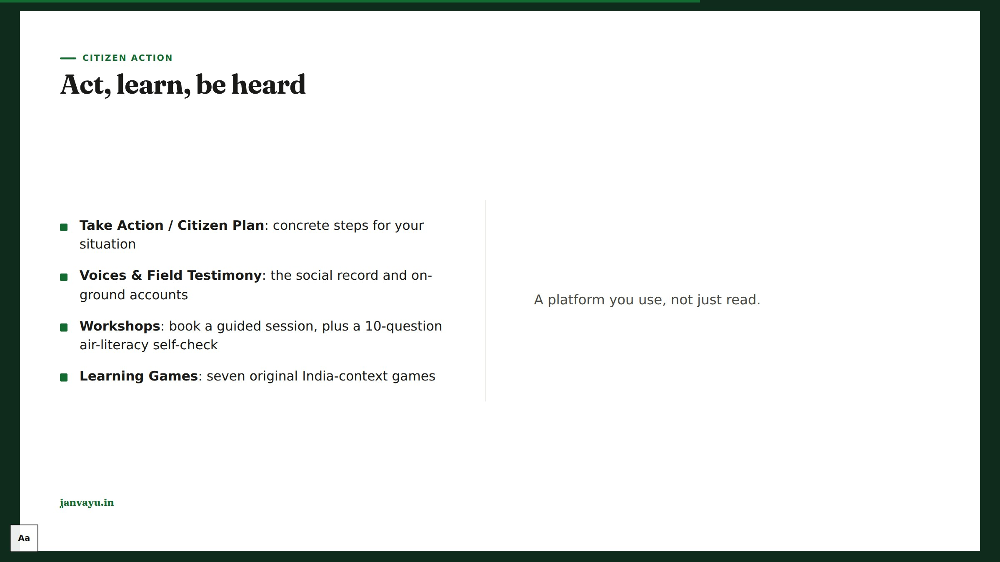 CITIZEN ACTION
Act, learn, be heard
Take Action / Citizen Plan: concrete steps for your
situation
Voices & Field Testimony: the social record and on-
ground accounts
Workshops: book a guided session, plus a 10-question
air-literacy self-check
Learning Games: seven original India-context games
A platform you use, not just read.
janvayu.in
Aa